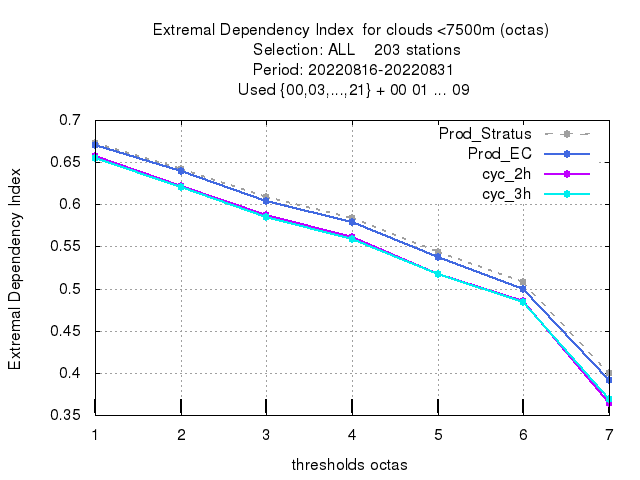 Extremal Dependency Index  for clouds <7500m (octas)
Selection: ALL    203 stations
Period: 20220816-20220831
Used {00,03,...,21} + 00 01 ... 09
Extremal Dependency Index
0.7
0.65
0.6
0.55
0.5
0.45
0.4
0.35
Prod_Stratus
Prod_EC
cyc_2h
cyc_3h
1 2 3 4 5 6 7
thresholds octas